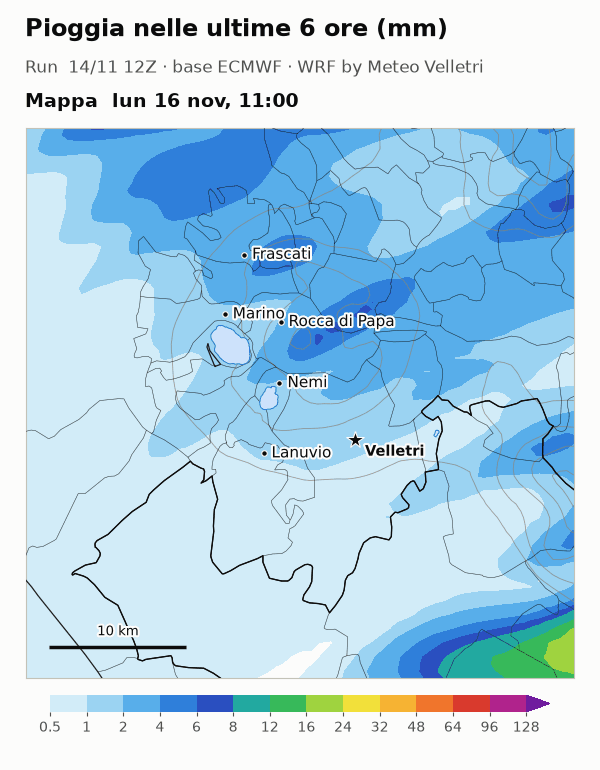 Pioggia nelle ultime 6 ore (mm)
Run 14/11 12Z · base ECMWF · WRF by Meteo Velletri
Mappa lun 16 nov, 11:00
Frascati
Marino
Rocca di Papa
Nemi
Velletri
Lanuvio
10 km
0.5 1 2 4 6 8 12 16 24 32 48 64 96 128